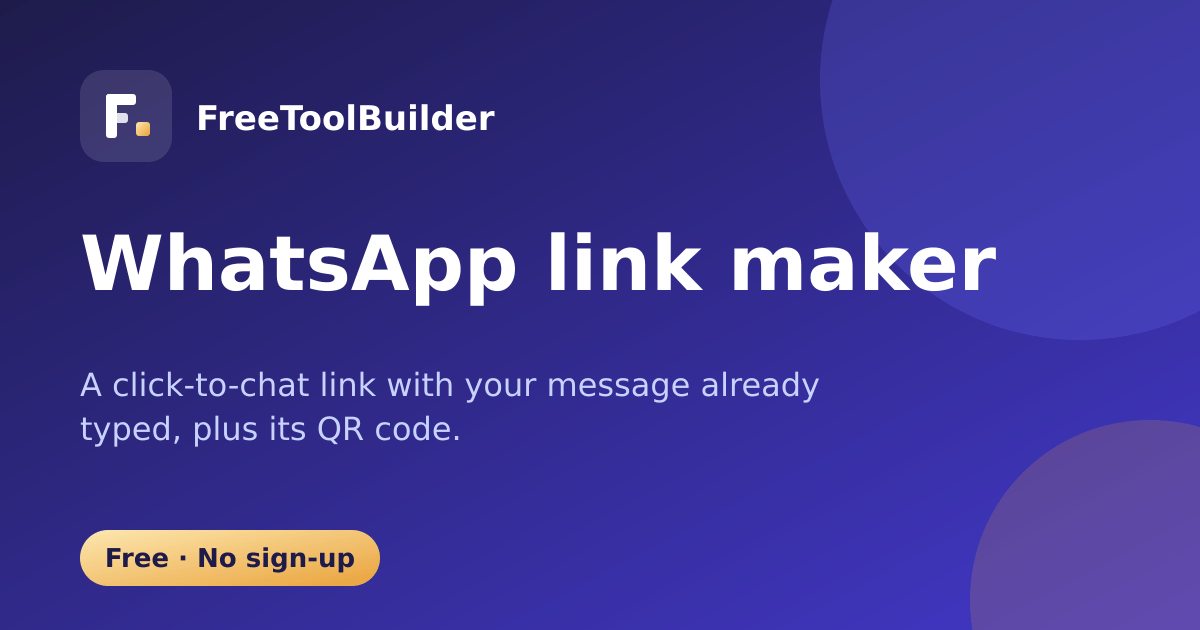 FreeToolBuilder
WhatsApp link maker
A click-to-chat link with your message already
typed, plus its QR code.
Free · No sign-up